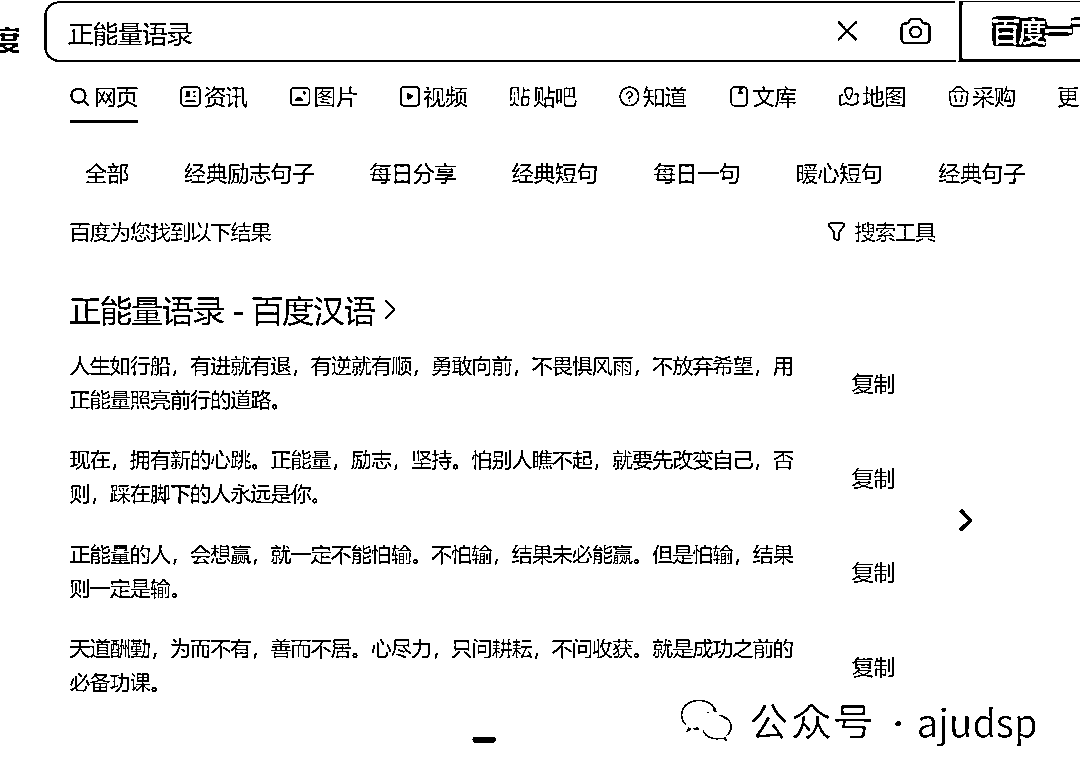 度
正能量语录
百度一
网页 资讯 图片 视频 贴吧 知道 文库 地图 采购 更
全部 经典励志句子 每日分享 经典短句 每日一句 暖心短句 经典句子
百度为您找到以下结果 搜索工具
正能量语录 - 百度汉语
人生如行船，有进就有退，有逆就有顺，勇敢向前，不畏惧风雨，不放弃希望，用
正能量照亮前行的道路。
复制
现在，拥有新的心跳。正能量，励志，坚持。怕别人瞧不起，就要先改变自己，否
则，踩在脚下的人永远是你。
复制
正能量的人，会想赢，就一定不能怕输。不怕输，结果未必能赢。但是怕输，结果
则一定是输。
复制
天道酬勤，为而不有，善而不居。心尽力，只问耕耘，不问收获。就是成功之前的
必备功课。
复制
公众号 · ajudsp